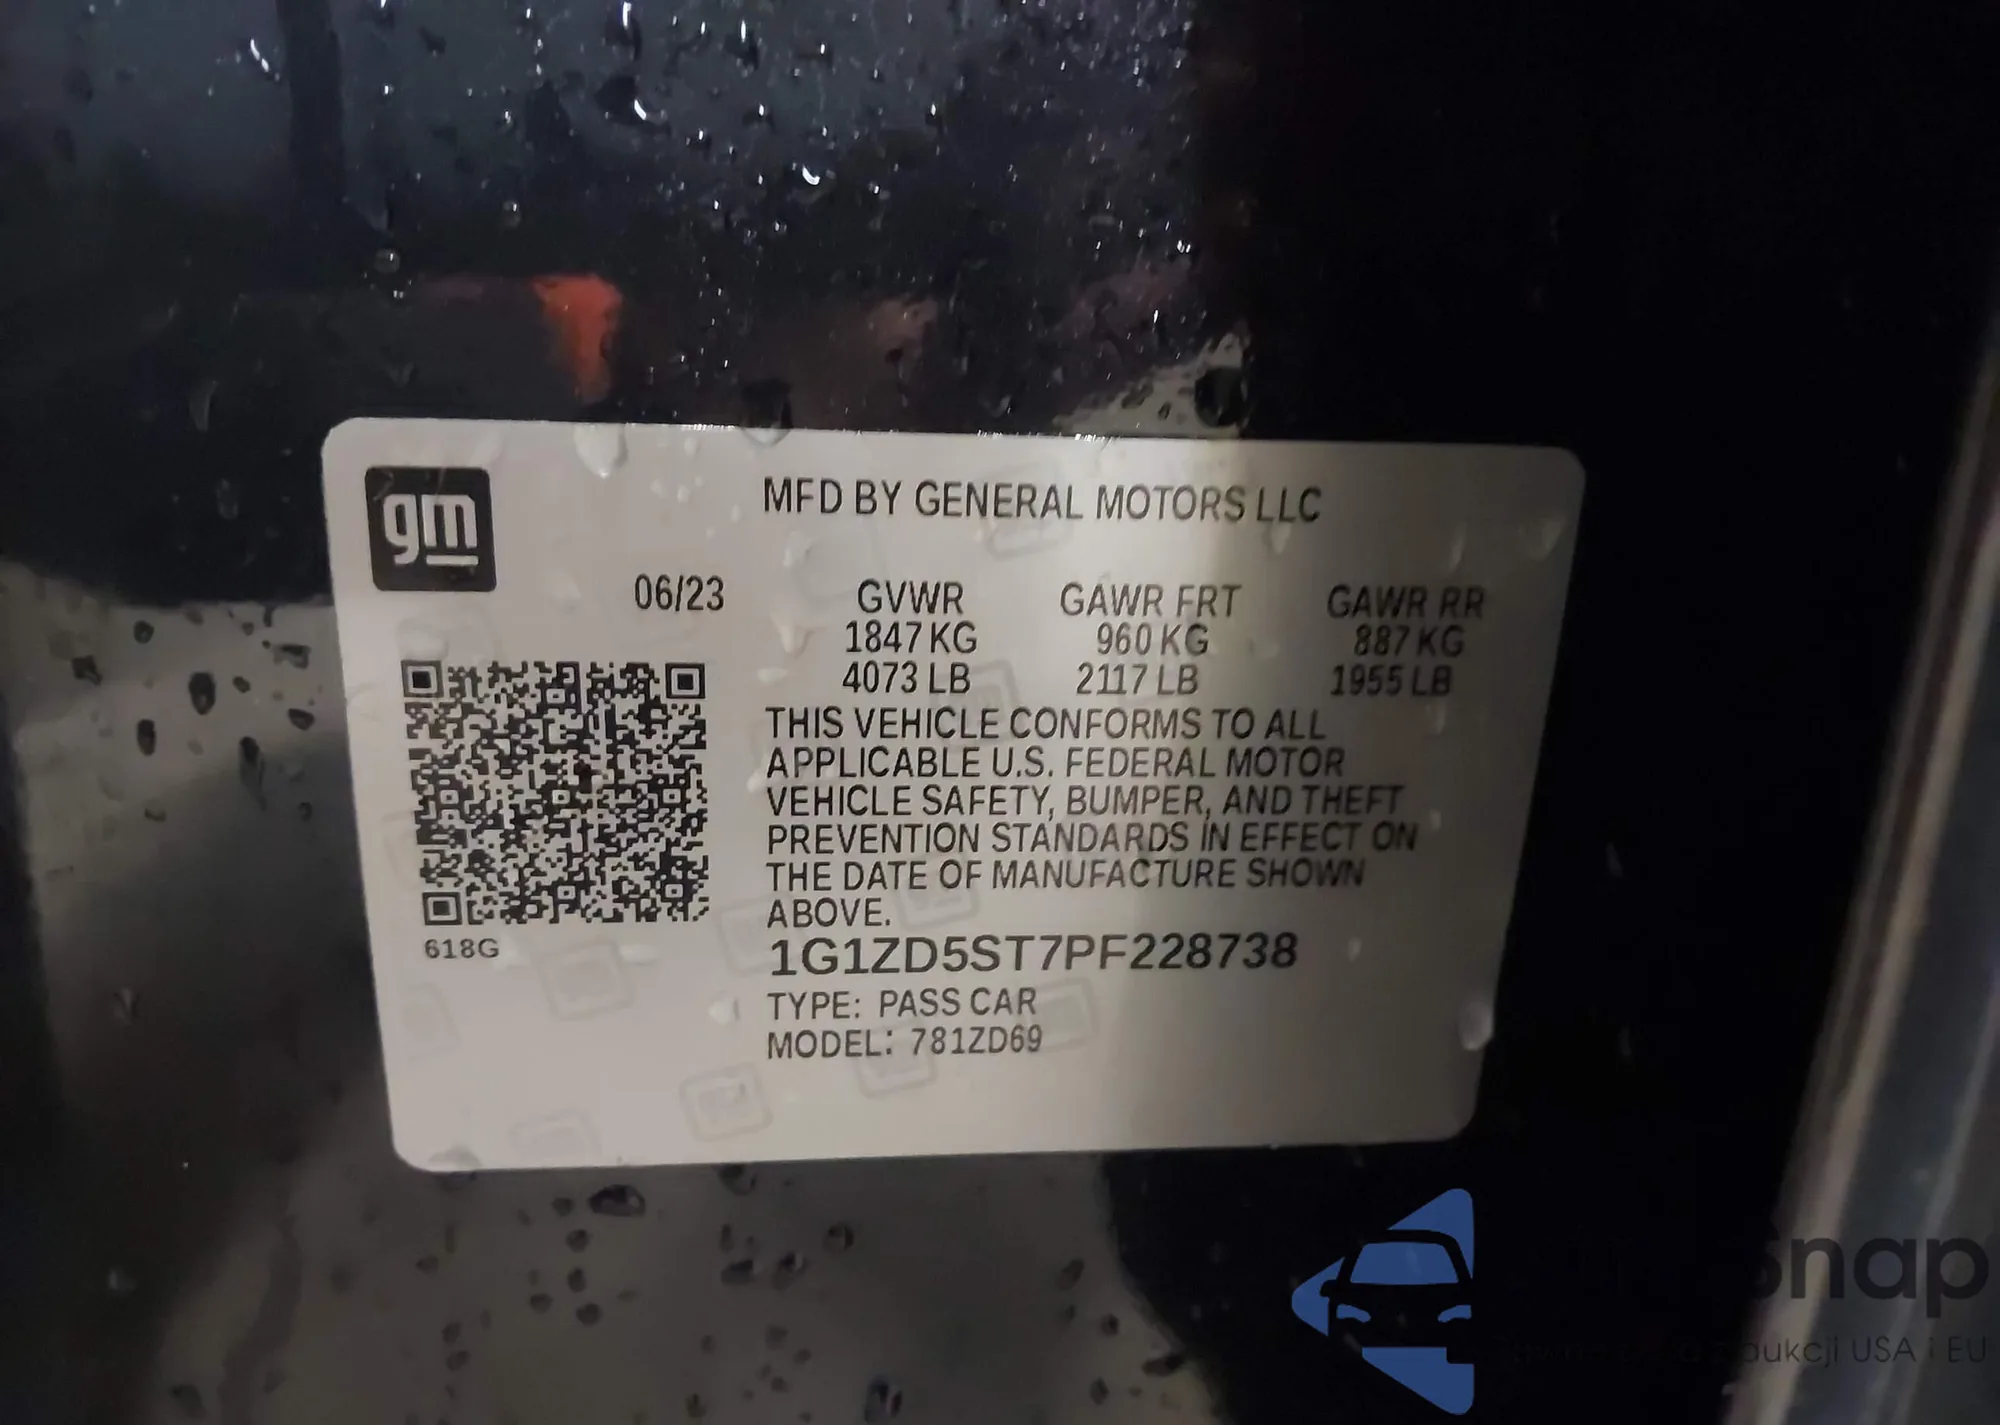 gm
MFD BY GENERAL MOTORS LLC
06/23
GVWR GAWR FRT GAWR RR
1847 KG 960 KG 887 KG
4073 LB 2117 LB 1955 LB
THIS VEHICLE CONFORMS TO ALL
APPLICABLE U.S. FEDERAL MOTOR
VEHICLE SAFETY, BUMPER, AND THEFT
PREVENTION STANDARDS IN EFFECT ON
THE DATE OF MANUFACTURE SHOWN
ABOVE.
618G
1G1ZD5ST7PF228738
TYPE: PASS CAR
MODEL: 781ZD69
USA i EU